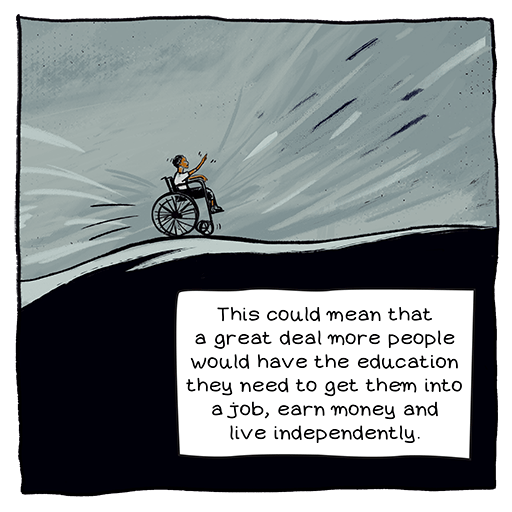 This could mean that
a great deal more people
would have the education
they need to get them into
a job, earn money and
live independently.